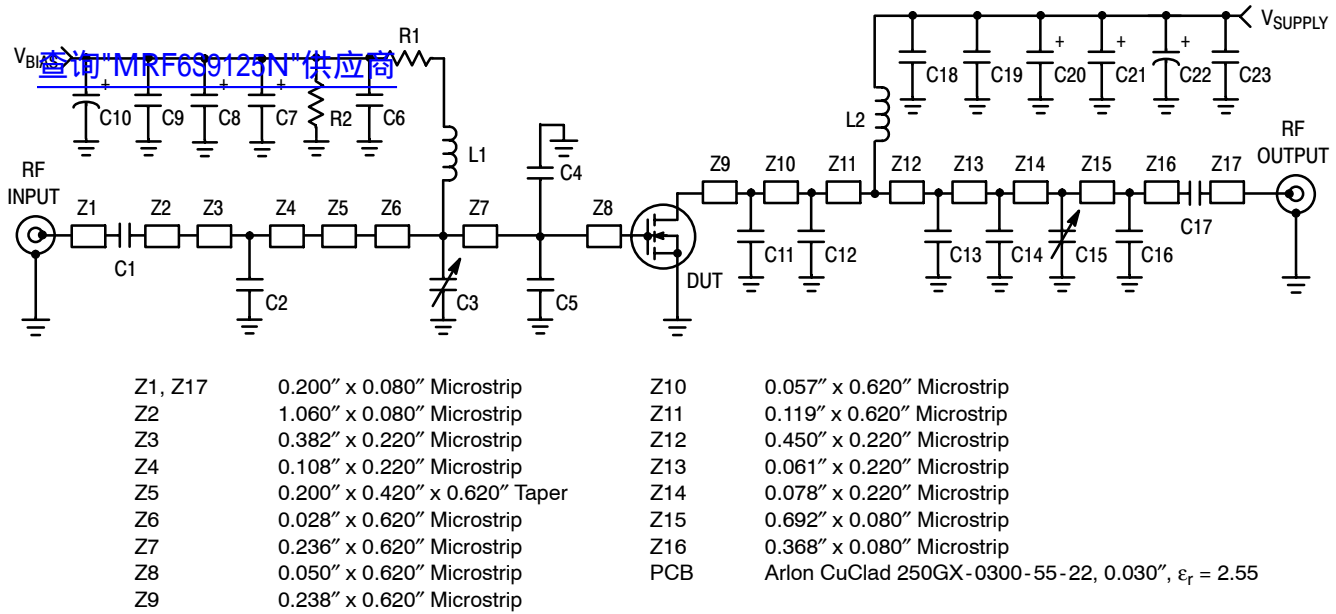 R1
V_SUPPLY
V_BIAS
查询"MRF6S9125N"供应商
+ + + + + +
C18 C19 C20 C21 C22 C23
C10 C9 C8 C7 R2 C6
L2
L1
RF INPUT
RF OUTPUT
C4
Z9 Z10 Z11 Z12 Z13 Z14 Z15 Z16 Z17
Z1 Z2 Z3 Z4 Z5 Z6 Z7 Z8
C17
C1
C11 C12 C13 C14 C15 C16
DUT
C2 C3 C5
Z1, Z17 0.200″ x 0.080″ Microstrip
Z2 1.060″ x 0.080″ Microstrip
Z3 0.382″ x 0.220″ Microstrip
Z4 0.108″ x 0.220″ Microstrip
Z5 0.200″ x 0.420″ x 0.620″ Taper
Z6 0.028″ x 0.620″ Microstrip
Z7 0.236″ x 0.620″ Microstrip
Z8 0.050″ x 0.620″ Microstrip
Z9 0.238″ x 0.620″ Microstrip
Z10 0.057″ x 0.620″ Microstrip
Z11 0.119″ x 0.620″ Microstrip
Z12 0.450″ x 0.220″ Microstrip
Z13 0.061″ x 0.220″ Microstrip
Z14 0.078″ x 0.220″ Microstrip
Z15 0.692″ x 0.080″ Microstrip
Z16 0.368″ x 0.080″ Microstrip
PCB Arlon CuClad 250GX-0300-55-22, 0.030″, εr = 2.55